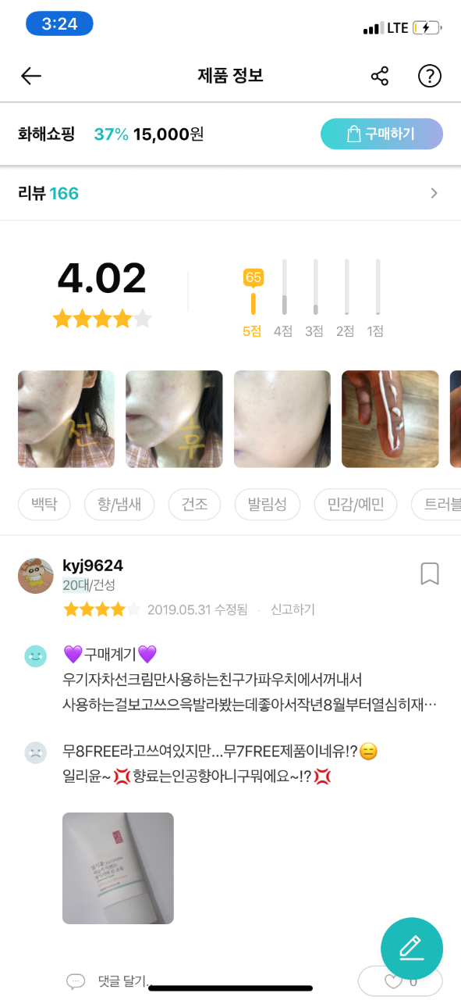 3:24
LTE
제품 정보
화해쇼핑 37% 15,000원
구매하기
리뷰 166
4.02
65
5점 4점 3점 2점 1점
전
후
백탁 향/냄새 건조 발림성 민감/예민 트러블
kyj9624
20대/건성
2019.05.31 수정됨 · 신고하기
💜구매계기💜
우기자차선크림만사용하는친구가파우치에서꺼내서
사용하는걸보고쓰으윽발라봤는데좋아서작년8월부터열심히재…
무8FREE라고쓰여있지만...무7FREE제품이네유!?😑
일리윤~💢향료는인공향아니구뭐에요~!?💢
댓글 달기..
0